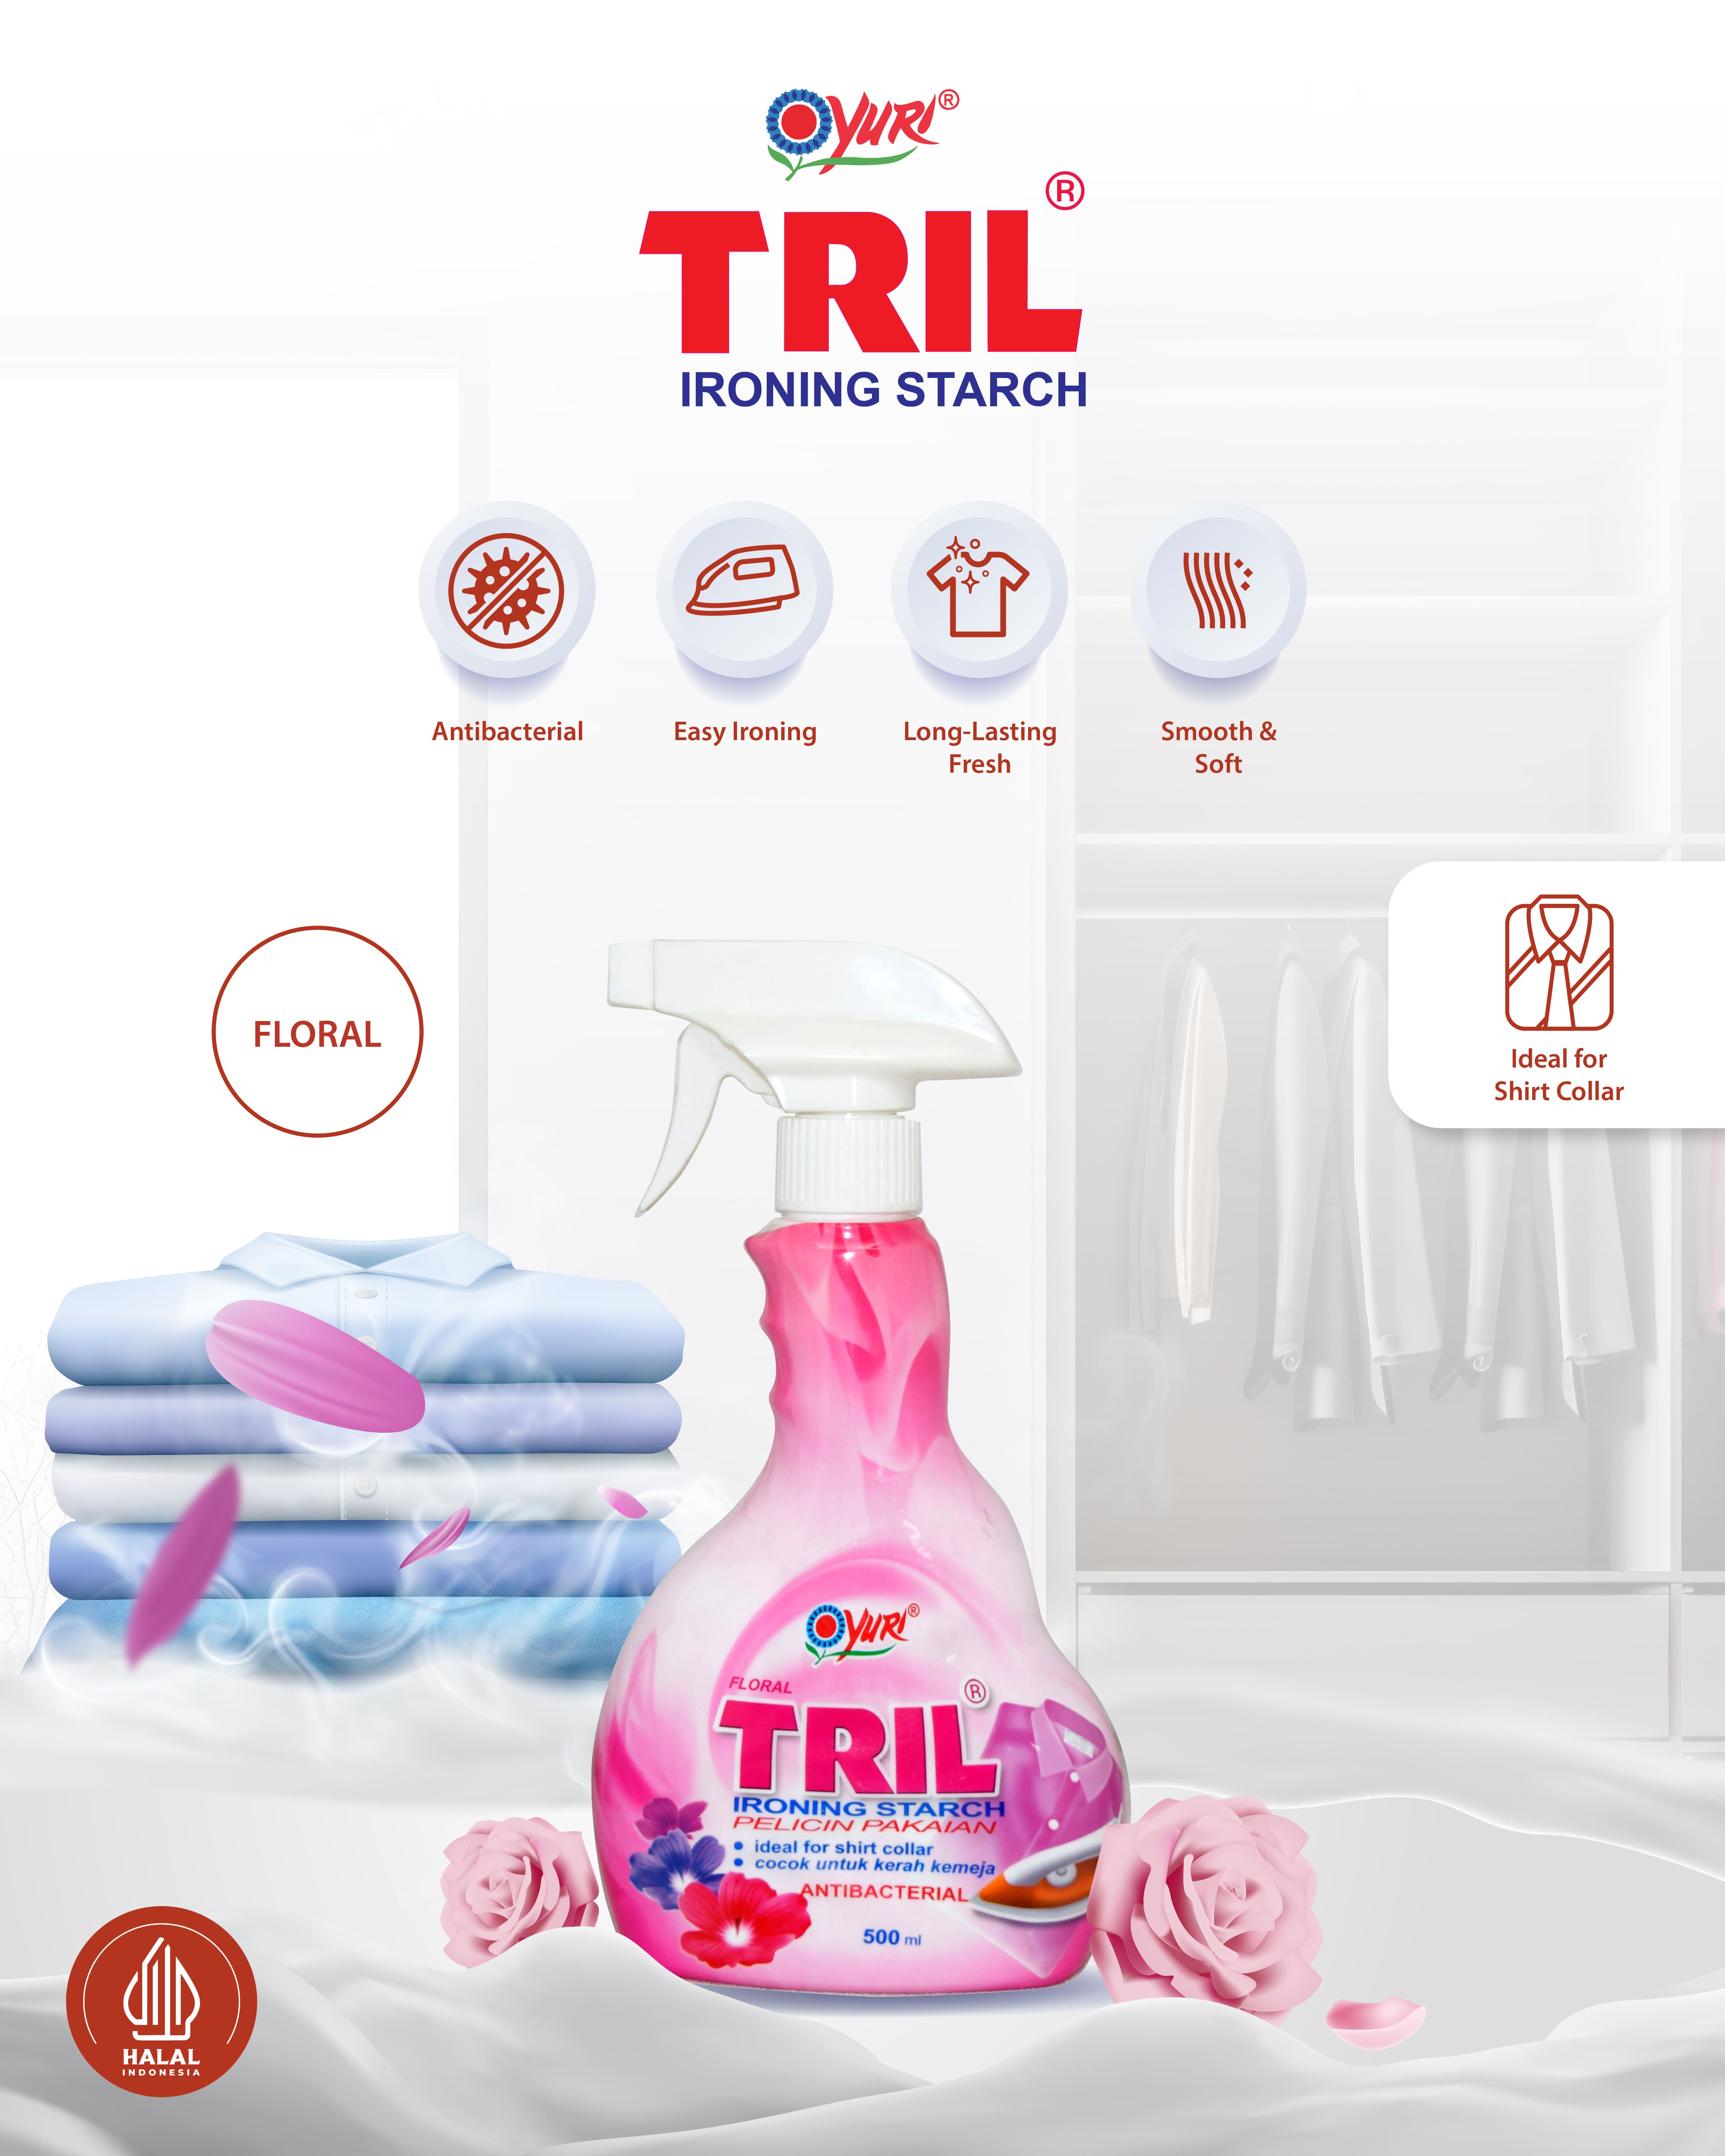 YURI®
TRIL®
IRONING STARCH
Antibacterial
Easy Ironing
Long-Lasting
Fresh
Smooth &
Soft
Ideal for
Shirt Collar
FLORAL
YURI®
FLORAL
TRIL®
IRONING STARCH
PELICIN PAKAIAN
• ideal for shirt collar
• cocok untuk kerah kemeja
ANTIBACTERIAL
500 ml
HALAL
INDONESIA